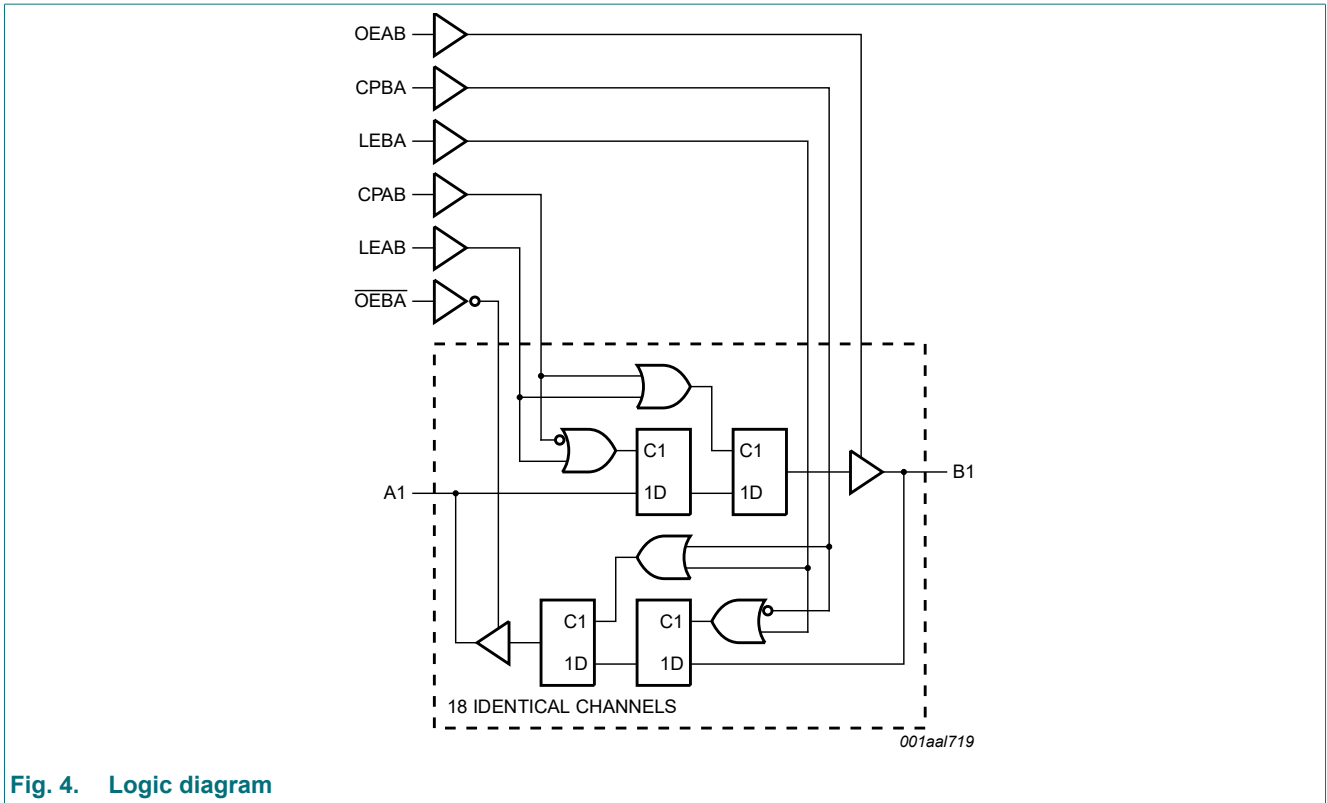 OEAB
CPBA
LEBA
CPAB
LEAB
OEBA
C1
C1
1D
1D
A1
B1
C1
C1
1D
1D
18 IDENTICAL CHANNELS
001aal719
Fig. 4. Logic diagram